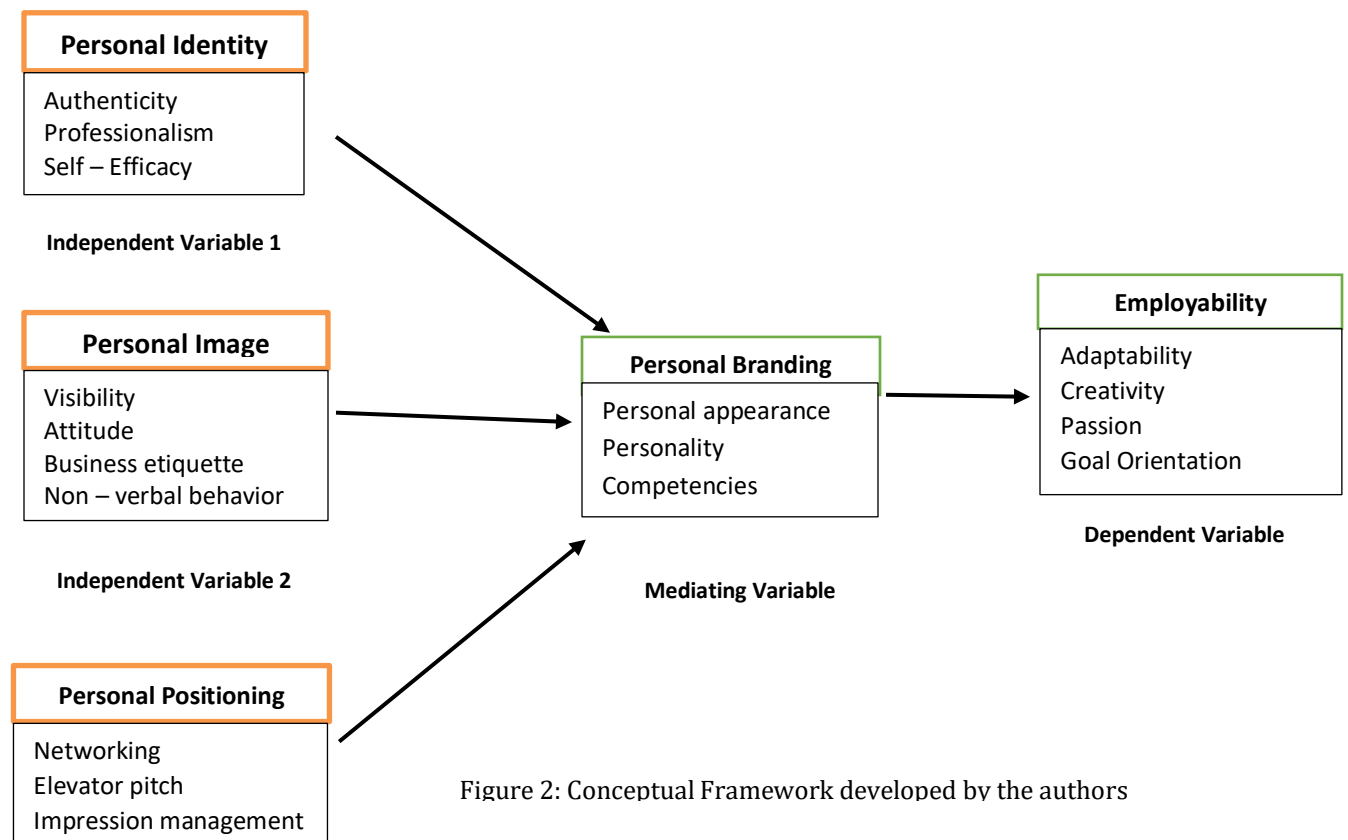 Personal Identity
Authenticity
Professionalism
Self – Efficacy
Independent Variable 1
Personal Image
Visibility
Attitude
Business etiquette
Non – verbal behavior
Independent Variable 2
Personal Positioning
Networking
Elevator pitch
Impression management
Personal Branding
Personal appearance
Personality
Competencies
Mediating Variable
Employability
Adaptability
Creativity
Passion
Goal Orientation
Dependent Variable
Figure 2: Conceptual Framework developed by the authors